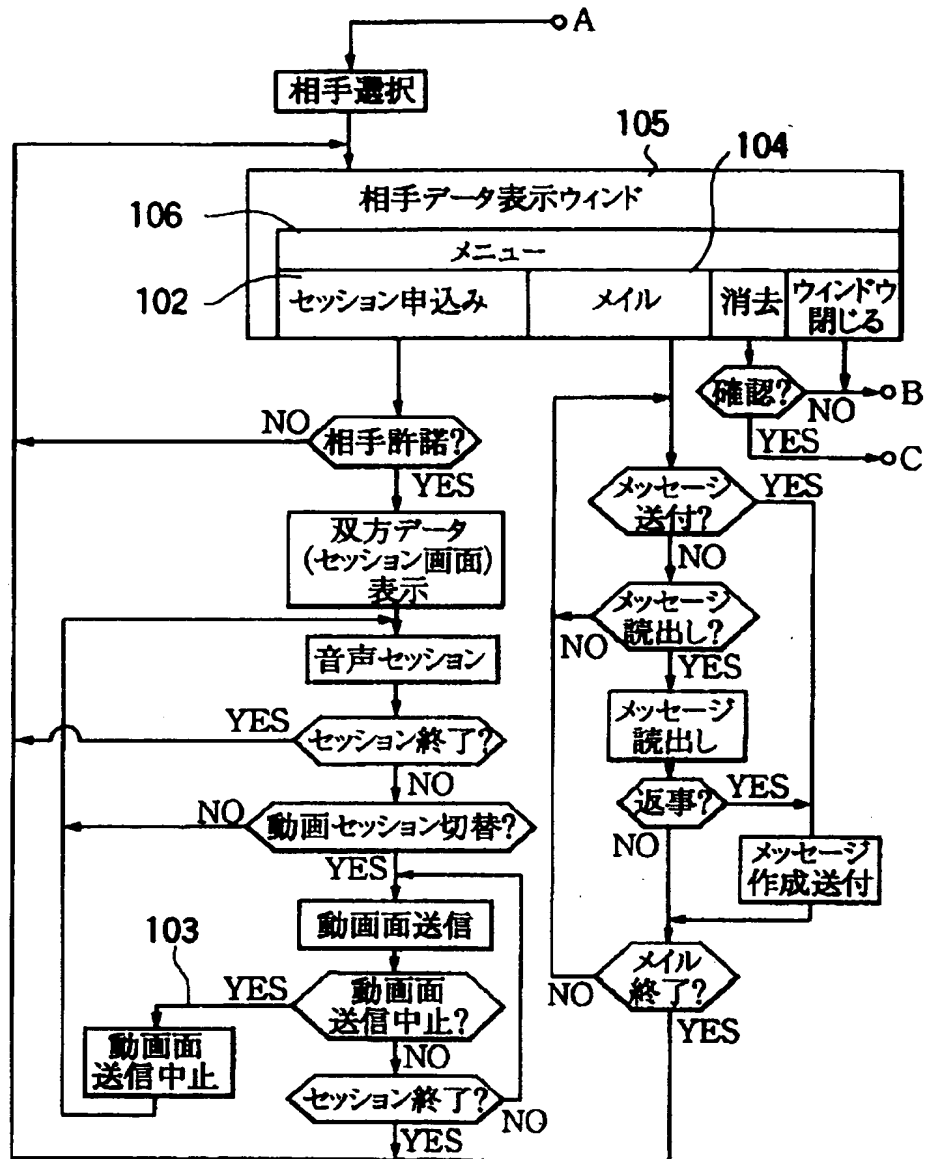 A
相手選択
105
104
相手データ表示ウィンド
106
メニュー
102
セッション申込み
メイル
消去
ウィンドウ
閉じる
確認?
NO
B
YES
C
NO
相手許諾?
YES
メッセージ
送付?
YES
NO
双方データ
(セッション画面)
表示
メッセージ
読出し?
NO
YES
音声セッション
メッセージ
読出し
YES
セッション終了?
NO
返事?
YES
NO
NO
動画セッション切替?
YES
メッセージ
作成送付
動画面送信
103
YES
動画面
送信中止?
NO
メイル
終了?
NO
YES
動画面
送信中止
セッション終了?
NO
YES